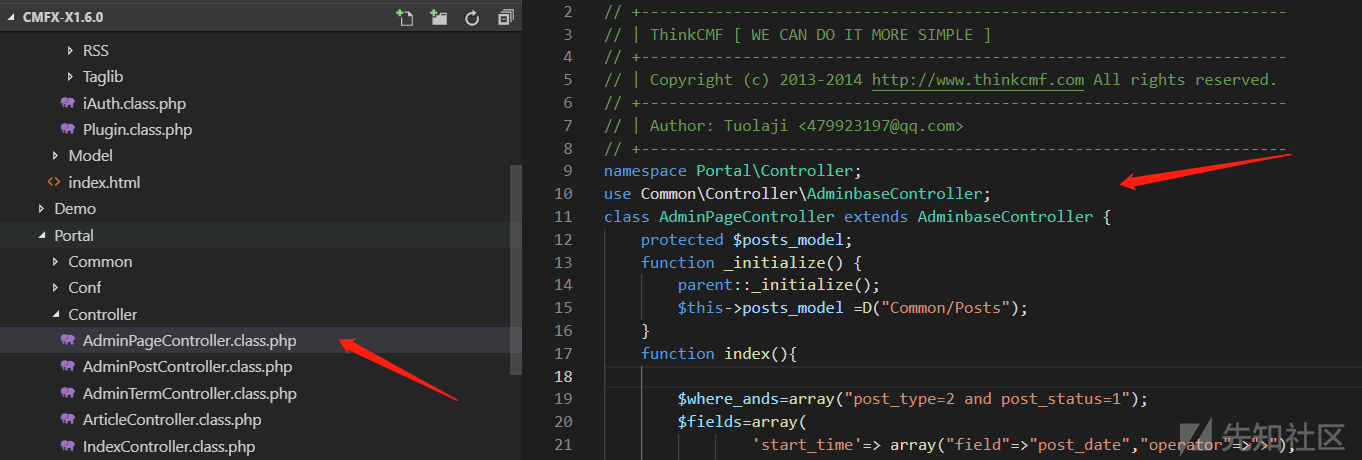 CMFX-X1.6.0
RSS
Taglib
iAuth.class.php
Plugin.class.php
Model
index.html
Demo
Portal
Common
Conf
Controller
AdminPageController.class.php
AdminPostController.class.php
AdminTermController.class.php
ArticleController.class.php
IndexController.class.php
2 // +----------------------------------------------------------------------
3 // | ThinkCMF [ WE CAN DO IT MORE SIMPLE ]
4 // +----------------------------------------------------------------------
5 // | Copyright (c) 2013-2014 http://www.thinkcmf.com All rights reserved.
6 // +----------------------------------------------------------------------
7 // | Author: Tuolaji <479923197@qq.com>
8 // +----------------------------------------------------------------------
9 namespace Portal\Controller;
10 use Common\Controller\AdminbaseController;
11 class AdminPageController extends AdminbaseController {
12 protected $posts_model;
13 function _initialize() {
14 parent::_initialize();
15 $this->posts_model =D("Common/Posts");
16 }
17 function index(){
18
19 $where_ands=array("post_type=2 and post_status=1");
20 $fields=array(
21 'start_time'=> array("field"=>"post_date","operator"=>">"),
先知社区